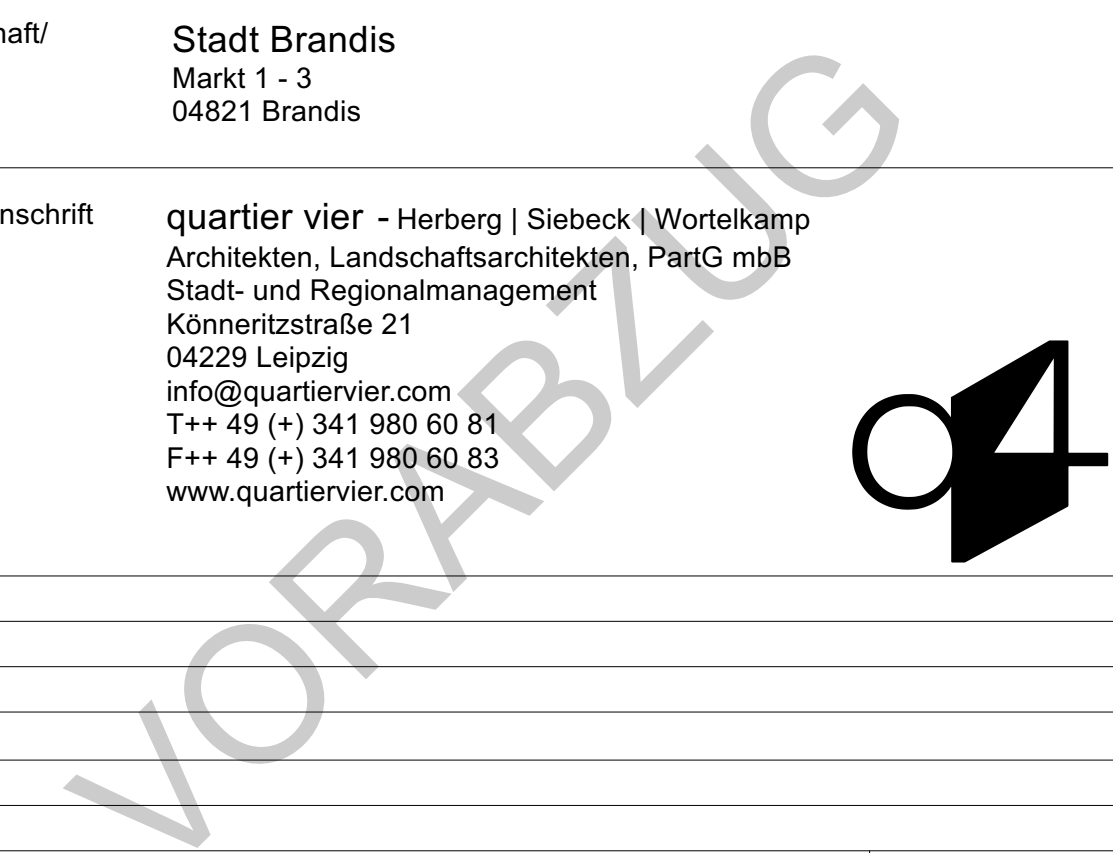 haft/
Stadt Brandis
Markt 1 - 3
04821 Brandis
nschrift
quartier vier - Herberg | Siebeck | Wortelkamp
Architekten, Landschaftsarchitekten, PartG mbB
Stadt- und Regionalmanagement
Könneritzstraße 21
04229 Leipzig
info@quartiervier.com
T++ 49 (+) 341 980 60 81
F++ 49 (+) 341 980 60 83
www.quartiervier.com
q4
VORABZUG